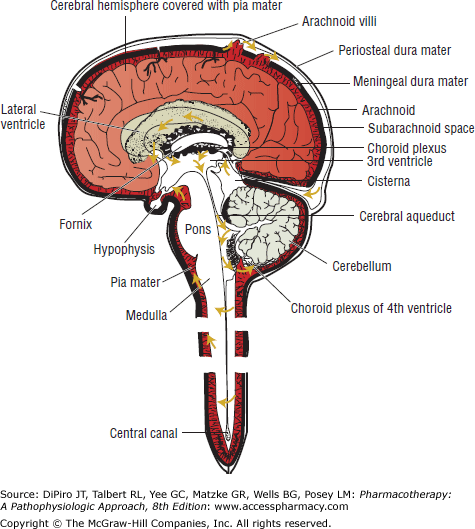 Cerebral hemisphere covered with pia mater
Arachnoid villi
Periosteal dura mater
Meningeal dura mater
Arachnoid
Subarachnoid space
Choroid plexus
3rd ventricle
Cisterna
Cerebral aqueduct
Cerebellum
Choroid plexus of 4th ventricle
Lateral
ventricle
Fornix
Hypophysis
Pons
Pia mater
Medulla
Central canal
Source: DiPiro JT, Talbert RL, Yee GC, Matzke GR, Wells BG, Posey LM: Pharmacotherapy:
A Pathophysiologic Approach, 8th Edition: www.accesspharmacy.com
Copyright © The McGraw-Hill Companies, Inc. All rights reserved.